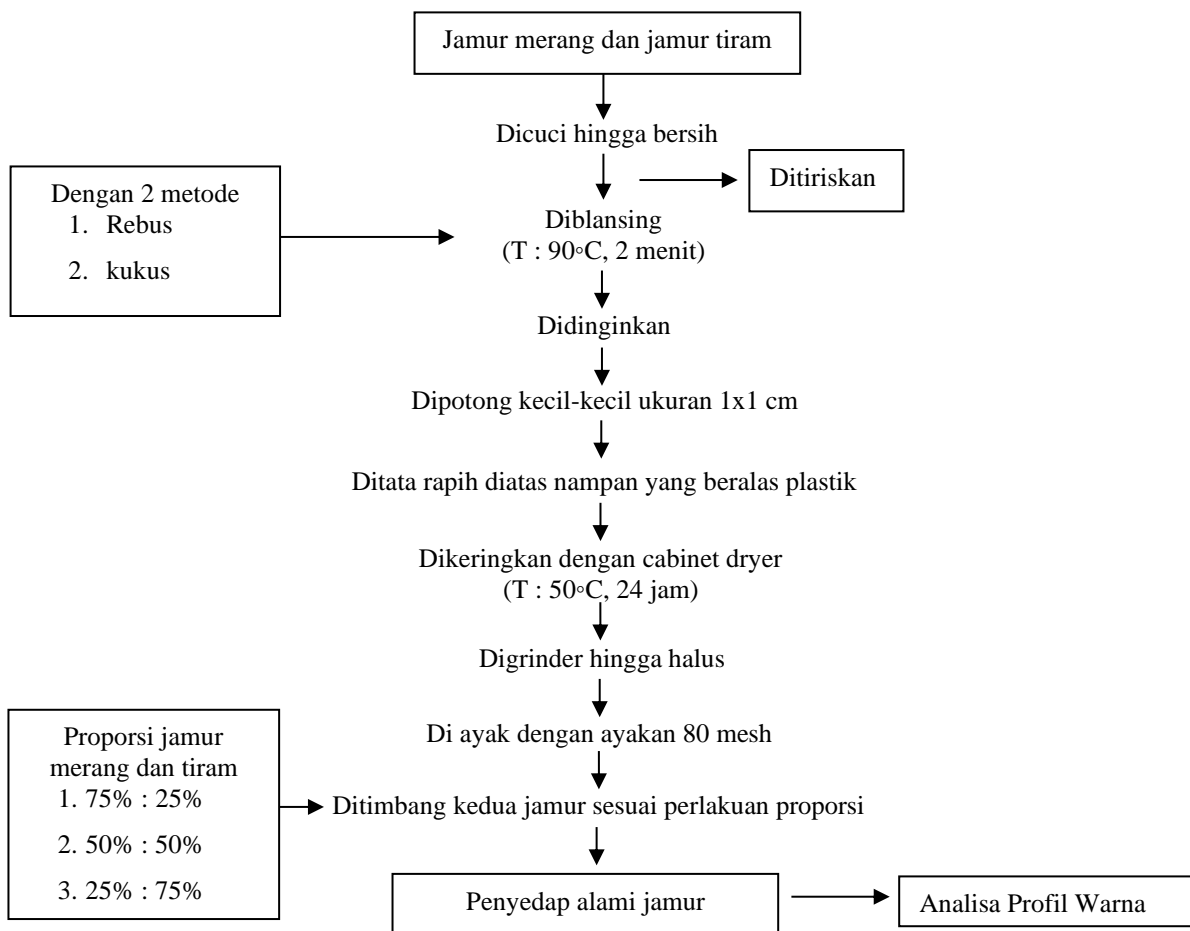 Jamur merang dan jamur tiram
Dicuci hingga bersih
Ditiriskan
Dengan 2 metode
1. Rebus
2. kukus
Diblansing
(T : 90◦C, 2 menit)
Didinginkan
Dipotong kecil-kecil ukuran 1x1 cm
Ditata rapih diatas nampan yang beralas plastik
Dikeringkan dengan cabinet dryer
(T : 50◦C, 24 jam)
Digrinder hingga halus
Di ayak dengan ayakan 80 mesh
Proporsi jamur
merang dan tiram
1. 75% : 25%
2. 50% : 50%
3. 25% : 75%
Ditimbang kedua jamur sesuai perlakuan proporsi
Penyedap alami jamur
Analisa Profil Warna